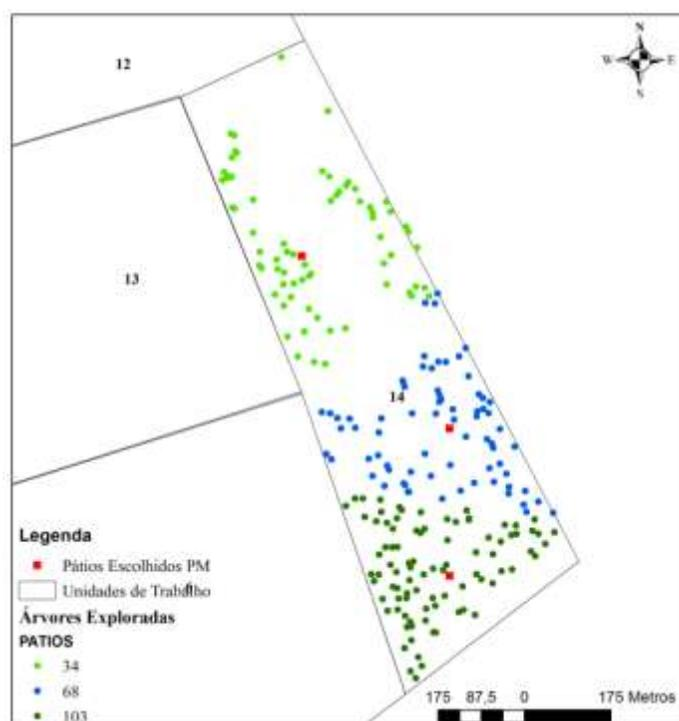 12
N
W E
S
13
14
Legenda
Pátios Escolhidos PM
Unidades de Trabalho
Árvores Exploradas
PATIOS
34
68
103
175 87,5 0 175 Metros